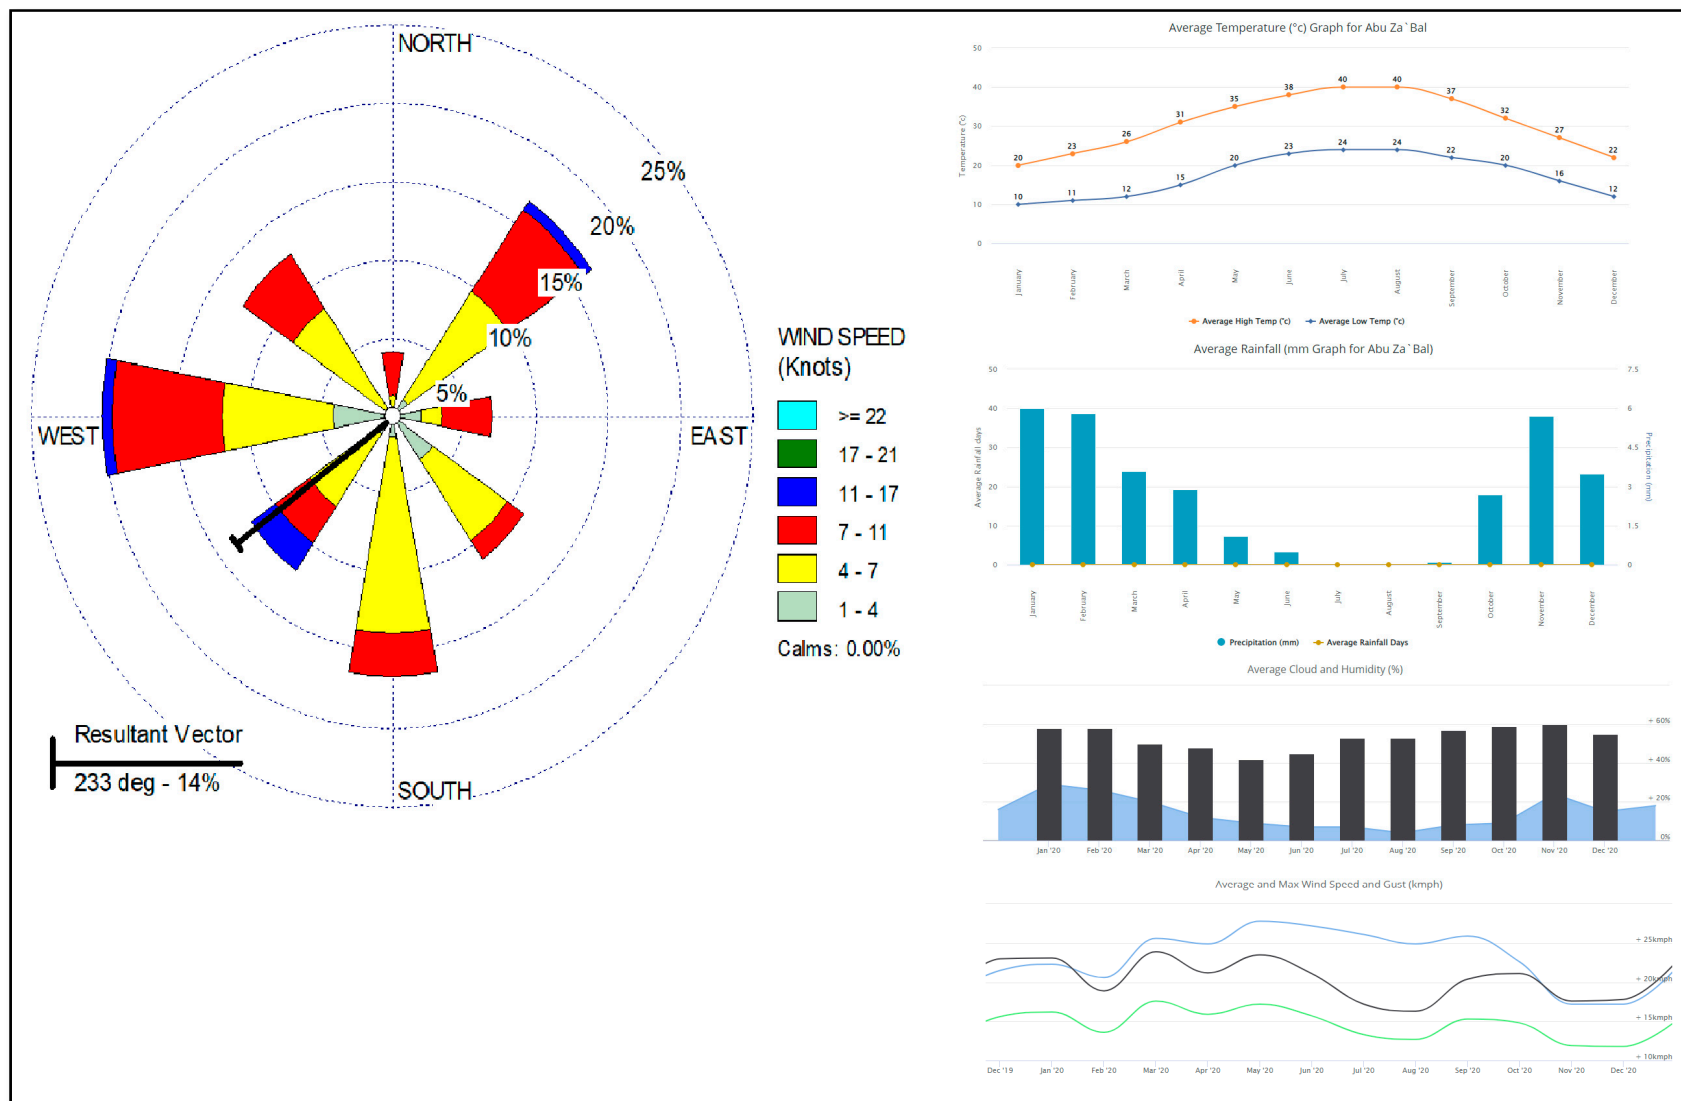 NORTH
25%
20%
15%
10%
5%
WEST
EAST
SOUTH
Resultant Vector
233 deg - 14%
WIND SPEED
(Knots)
>= 22
17 - 21
11 - 17
7 - 11
4 - 7
1 - 4
Calms: 0.00%
Average Temperature (°c) Graph for Abu Za`Bal
Temperature (°c)
50
40
30
20
10
0
20 23 26 31 35 38 40 40 37 32 27 22
10 11 12 15 20 23 24 24 22 20 16 12
January February March April May June July August September October November December
Average High Temp (°c) Average Low Temp (°c)
Average Rainfall (mm Graph for Abu Za`Bal)
Average Rainfall days
50
40
30
20
10
0
7.5
6
4.5
3
1.5
0
Precipitation (mm)
January February March April May June July August September October November December
Precipitation (mm) Average Rainfall Days
Average Cloud and Humidity (%)
+ 60%
+ 40%
+ 20%
0%
Jan '20 Feb '20 Mar '20 Apr '20 May '20 Jun '20 Jul '20 Aug '20 Sep '20 Oct '20 Nov '20 Dec '20
Average and Max Wind Speed and Gust (kmph)
+ 25kmph
+ 20kmph
+ 15kmph
+ 10kmph
Dec '19 Jan '20 Feb '20 Mar '20 Apr '20 May '20 Jun '20 Jul '20 Aug '20 Sep '20 Oct '20 Nov '20 Dec '20